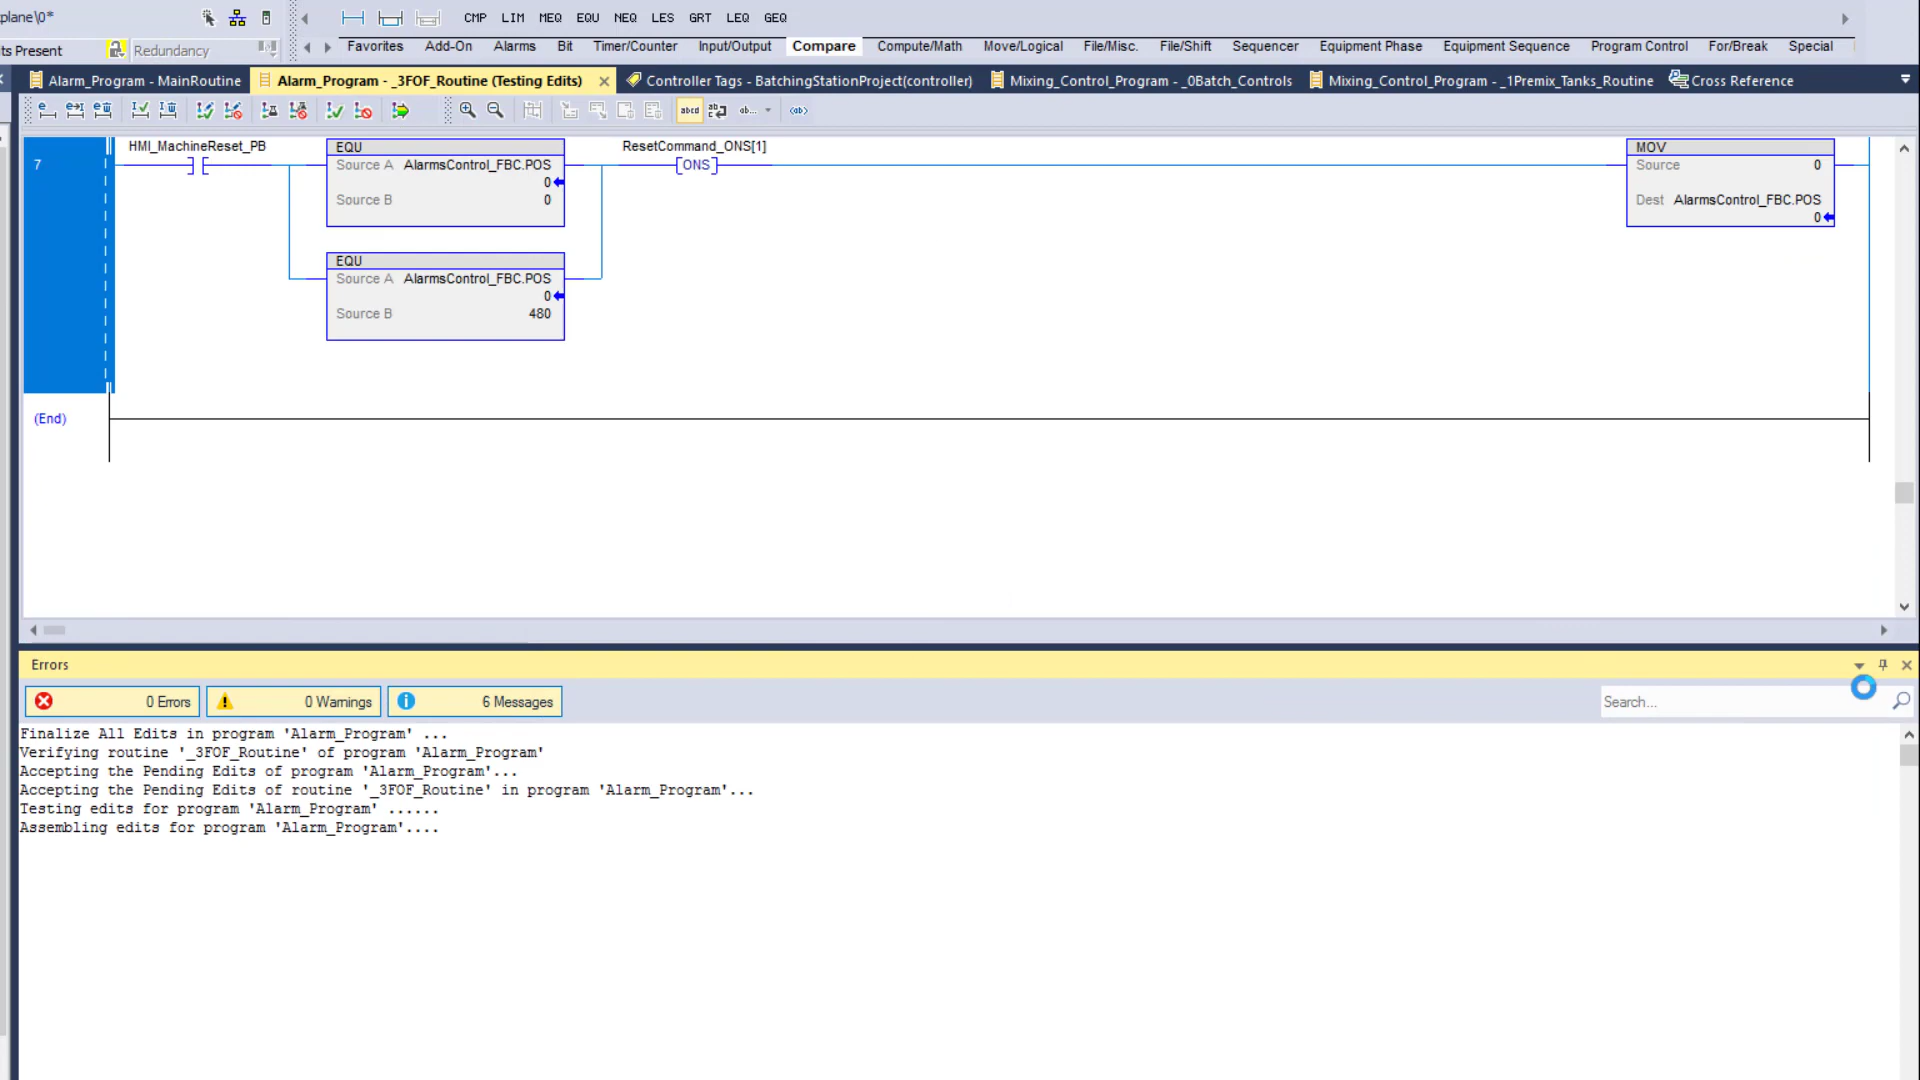 plane\0*
CMP LIM MEQ EQU NEQ LES GRT LEQ GEQ
ts Present
Redundancy
Favorites Add-On Alarms Bit Timer/Counter Input/Output Compare Compute/Math Move/Logical File/Misc. File/Shift Sequencer Equipment Phase Equipment Sequence Program Control For/Break Special
Alarm_Program - MainRoutine
Alarm_Program - _3FOF_Routine (Testing Edits)
Controller Tags - BatchingStationProject(controller)
Mixing_Control_Program - _0Batch_Controls
Mixing_Control_Program - _1Premix_Tanks_Routine
Cross Reference
abcd
ab...
7
HMI_MachineReset_PB
EQU
Source A AlarmsControl_FBC.POS
0
Source B 0
ResetCommand_ONS[1]
ONS
MOV
Source 0
Dest AlarmsControl_FBC.POS
0
EQU
Source A AlarmsControl_FBC.POS
0
Source B 480
(End)
Errors
0 Errors
0 Warnings
6 Messages
Search...
Finalize All Edits in program 'Alarm_Program' ...
Verifying routine '_3FOF_Routine' of program 'Alarm_Program'
Accepting the Pending Edits of program 'Alarm_Program'...
Accepting the Pending Edits of routine '_3FOF_Routine' in program 'Alarm_Program'...
Testing edits for program 'Alarm_Program' ......
Assembling edits for program 'Alarm_Program'....